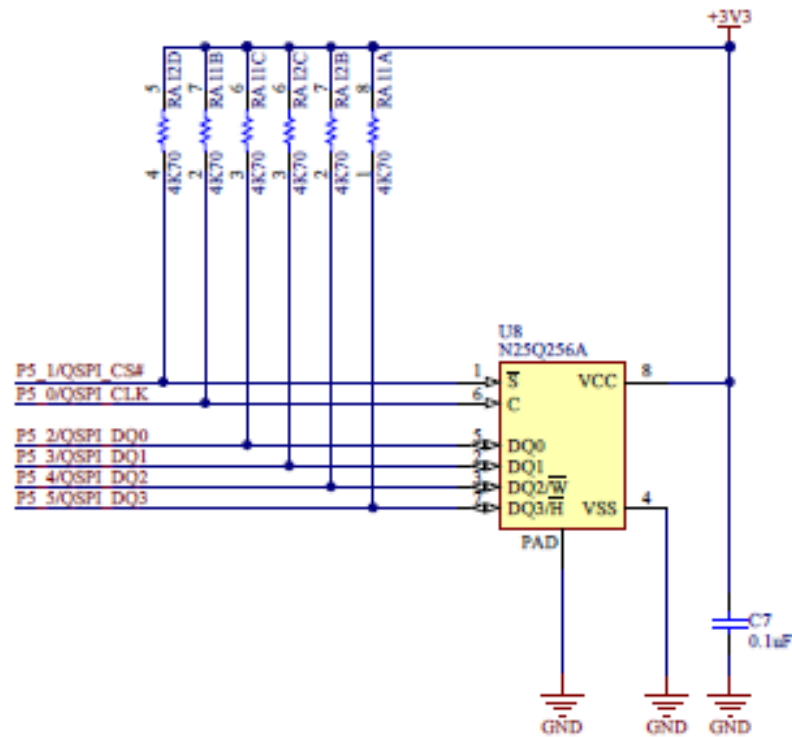 +3V3
5 RA 12D
7 RA 11B
6 RA 11C
6 RA 12C
7 RA 12B
8 RA 11A
4 4K70
2 4K70
3 4K70
3 4K70
2 4K70
1 4K70
U8
N25Q256A
P5_1/QSPI_CS# 1 S VCC 8
P5_0/QSPI_CLK 6 C
P5_2/QSPI_DQ0 5 DQ0
P5_3/QSPI_DQ1 DQ1
P5_4/QSPI_DQ2 DQ2/W
P5_5/QSPI_DQ3 DQ3/H VSS 4
PAD
C7
0.1uF
GND GND GND